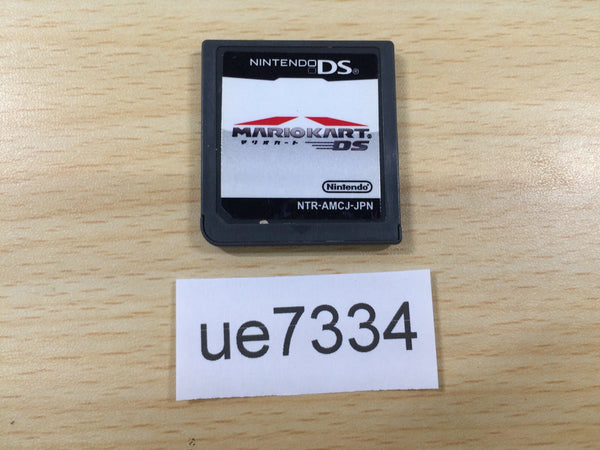 NINTENDO DS®
MARIOKART®
マリオカート DS
Nintendo®
NTR-AMCJ-JPN
ue7334